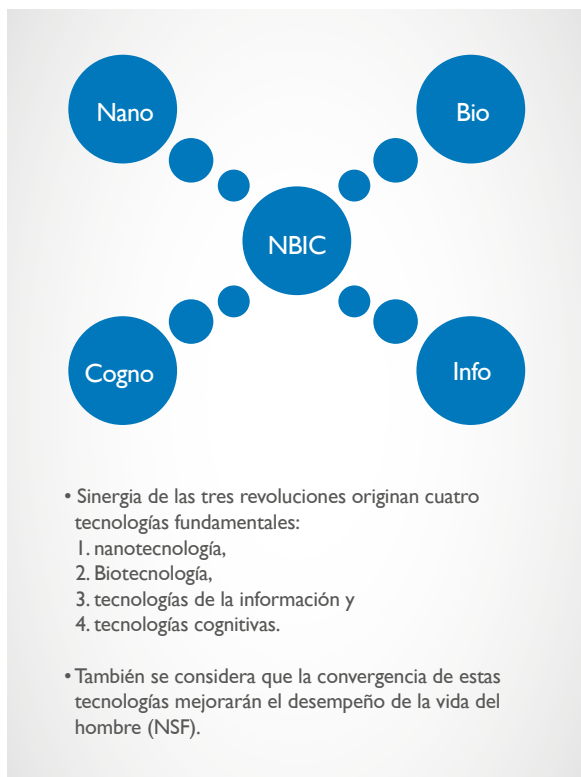 Nano
Bio
NBIC
Cogno
Info
• Sinergia de las tres revoluciones originan cuatro
tecnologías fundamentales:
1. nanotecnología,
2. Biotecnología,
3. tecnologías de la información y
4. tecnologías cognitivas.
• También se considera que la convergencia de estas
tecnologías mejorarán el desempeño de la vida del
hombre (NSF).